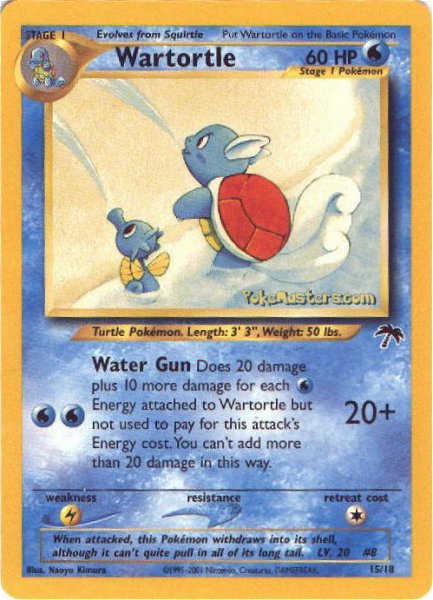 STAGE 1 Evolves from Squirtle Put Wartortle on the Basic Pokémon
Wartortle 60 HP
Stage 1 Pokémon
PokeMasters.com
Turtle Pokémon. Length: 3' 3", Weight: 50 lbs.
Water Gun Does 20 damage
plus 10 more damage for each
Energy attached to Wartortle but
not used to pay for this attack's
Energy cost. You can't add more
than 20 damage in this way.
20+
weakness resistance retreat cost
When attacked, this Pokémon withdraws into its shell,
although it can't quite pull in all of its long tail. LV. 20 #8
Illus. Naoyo Kimura ©1995-2001 Nintendo, Creatures, GAMEFREAK. 15/18